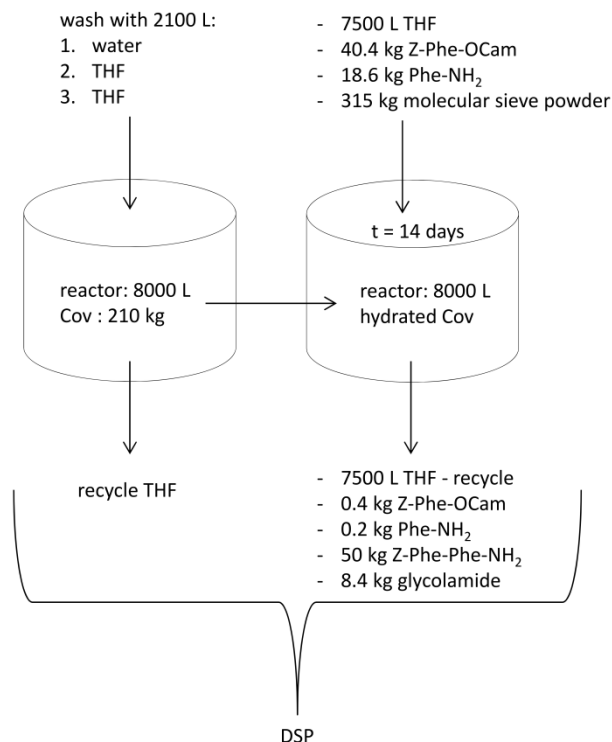 wash with 2100 L:
1. water
2. THF
3. THF
- 7500 L THF
- 40.4 kg Z-Phe-OCam
- 18.6 kg Phe-NH₂
- 315 kg molecular sieve powder
reactor: 8000 L
Cov : 210 kg
t = 14 days
reactor: 8000 L
hydrated Cov
recycle THF
- 7500 L THF - recycle
- 0.4 kg Z-Phe-OCam
- 0.2 kg Phe-NH₂
- 50 kg Z-Phe-Phe-NH₂
- 8.4 kg glycolamide
DSP